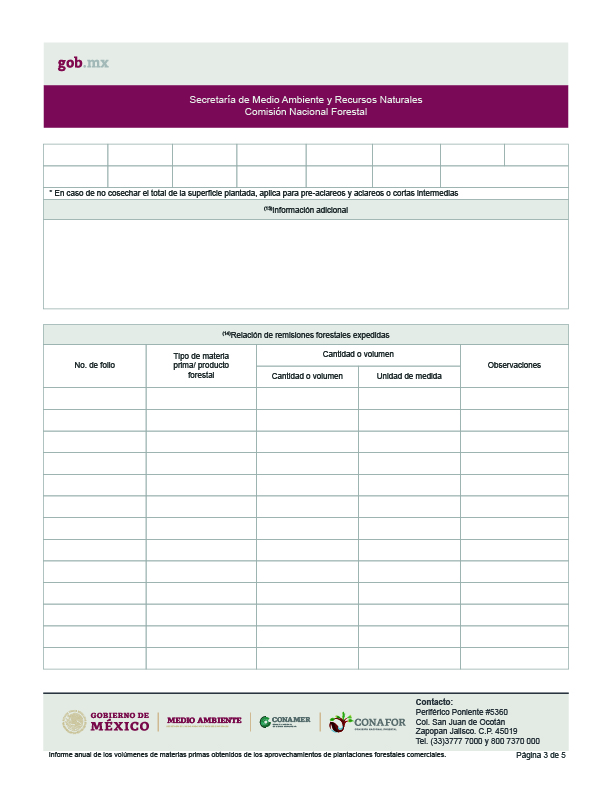 gob.mx
Secretaría de Medio Ambiente y Recursos Naturales
Comisión Nacional Forestal
* En caso de no cosechar el total de la superficie plantada, aplica para pre-aclareos y aclareos o cortas intermedias
(13)Información adicional
(14)Relación de remisiones forestales expedidas
No. de folio
Tipo de materia
prima/ producto
forestal
Cantidad o volumen
Cantidad o volumen
Unidad de medida
Observaciones
GOBIERNO DE
MÉXICO
MEDIO AMBIENTE
CONAMER
CONAFOR
COMISIÓN NACIONAL FORESTAL
Contacto:
Periférico Poniente #5360
Col. San Juan de Ocotán
Zapopan Jalisco. C.P. 45019
Tel. (33)3777 7000 y 800 7370 000
Informe anual de los volúmenes de materias primas obtenidos de los aprovechamientos de plantaciones forestales comerciales.
Página 3 de 5